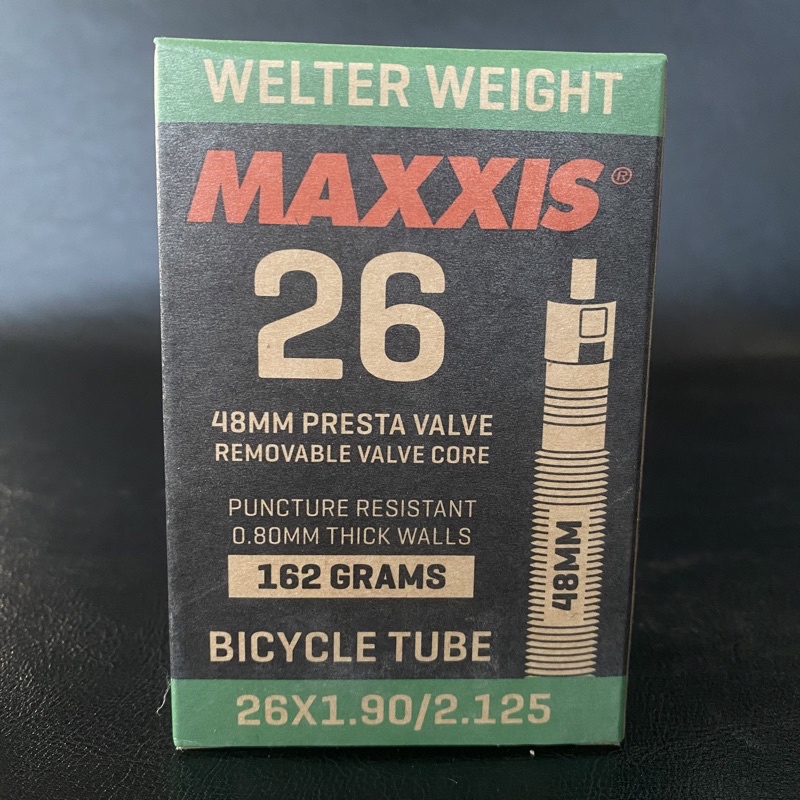 WELTER WEIGHT
MAXXIS®
26
48MM PRESTA VALVE
REMOVABLE VALVE CORE
PUNCTURE RESISTANT
0.80MM THICK WALLS
162 GRAMS
48MM
BICYCLE TUBE
26X1.90/2.125